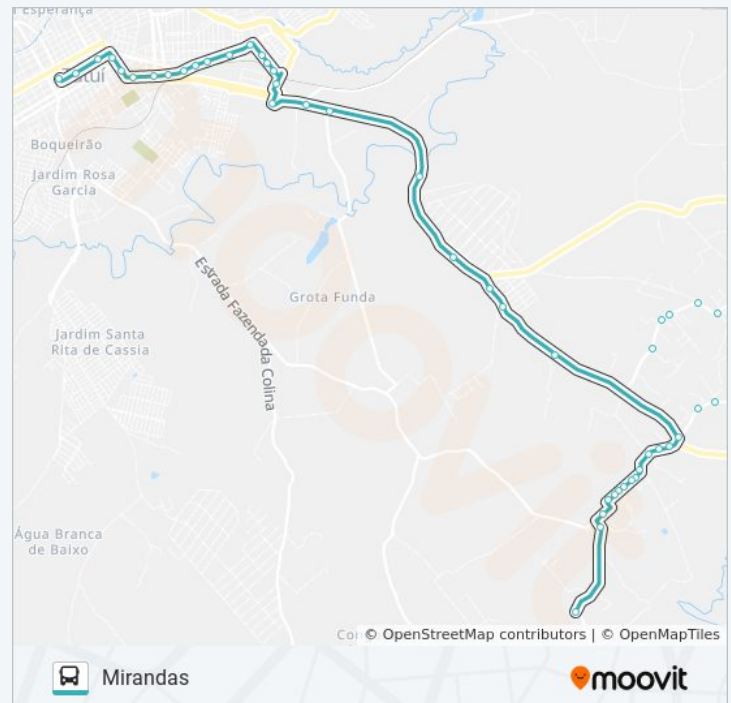 Esperança
Tatuí
Boqueirão
Jardim Rosa
Garcia
Estrada Fazenda da Colina
Grota Funda
Jardim Santa
Rita de Cassia
Água Branca
de Baixo
© OpenStreetMap contributors | © OpenMapTiles
Mirandas
moovit